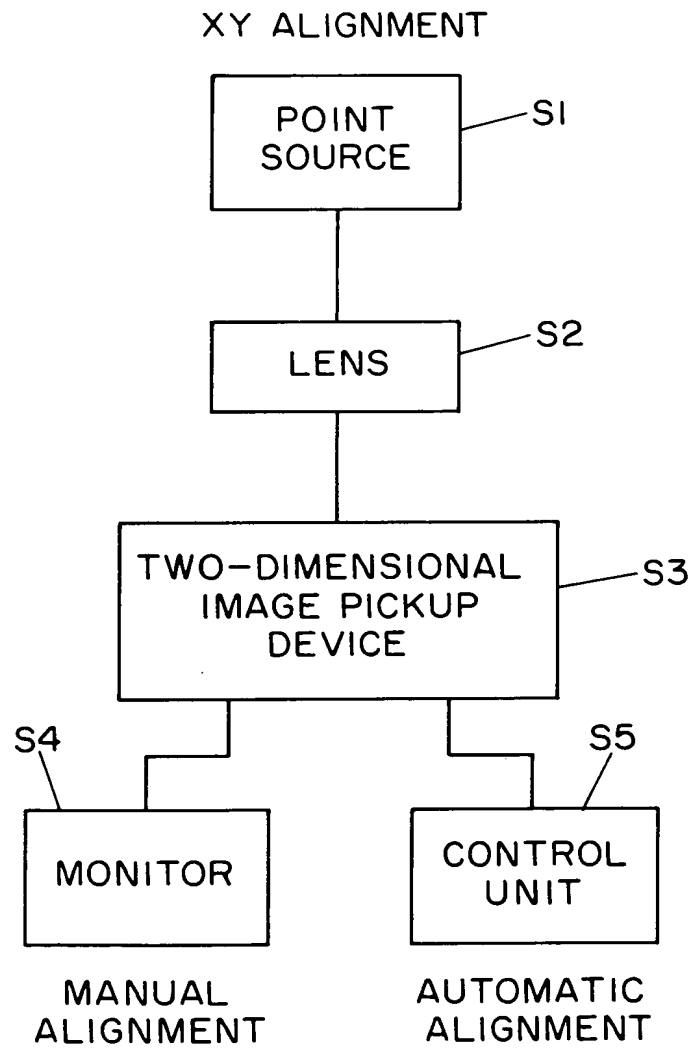 XY ALIGNMENT
POINT
SOURCE
S1
LENS
S2
TWO-DIMENSIONAL
IMAGE PICKUP
DEVICE
S3
S4
MONITOR
MANUAL
ALIGNMENT
S5
CONTROL
UNIT
AUTOMATIC
ALIGNMENT